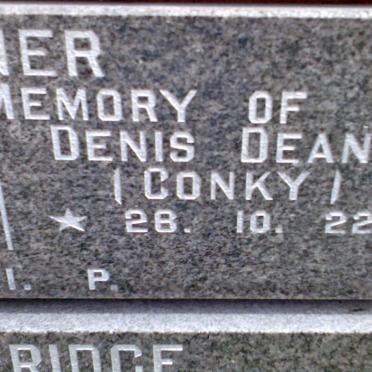 NER
MEMORY OF
DENIS DEAN
(CONKY)
★ 28. 10. 22
I. P.
RIDGE